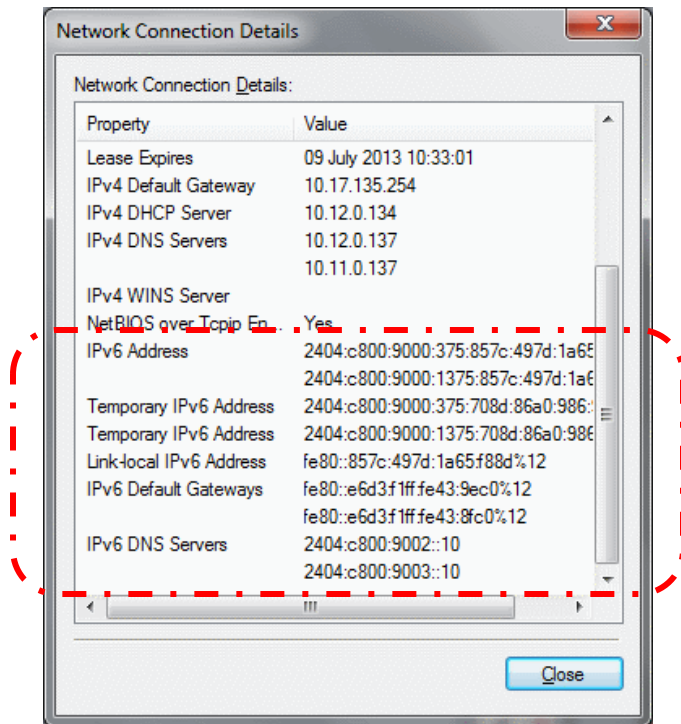 Network Connection Details
Network Connection Details:
Property Value
Lease Expires 09 July 2013 10:33:01
IPv4 Default Gateway 10.17.135.254
IPv4 DHCP Server 10.12.0.134
IPv4 DNS Servers 10.12.0.137
10.11.0.137
IPv4 WINS Server
NetBIOS over Tcpip En... Yes
IPv6 Address 2404:c800:9000:375:857c:497d:1a65
2404:c800:9000:1375:857c:497d:1a6
Temporary IPv6 Address 2404:c800:9000:375:708d:86a0:986:
Temporary IPv6 Address 2404:c800:9000:1375:708d:86a0:986
Link-local IPv6 Address fe80::857c:497d:1a65:f88d%12
IPv6 Default Gateways fe80::e6d3:f1ff:fe43:9ec0%12
fe80::e6d3:f1ff:fe43:8fc0%12
IPv6 DNS Servers 2404:c800:9002::10
2404:c800:9003::10
Close